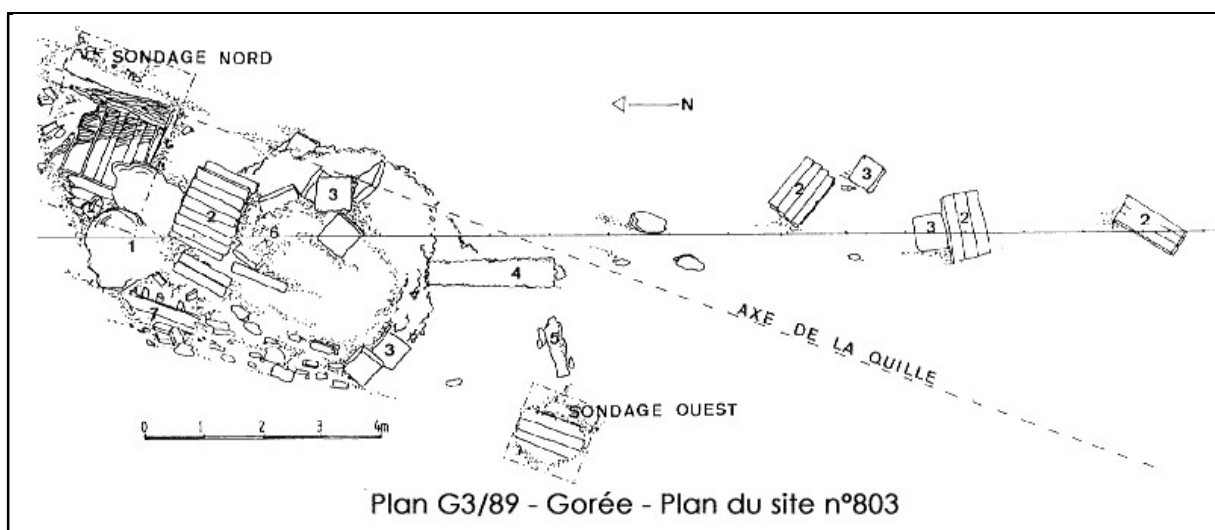 SONDAGE NORD
N
3
2
3
2
2
3
2
6
1
4
3
7
5
3
AXE DE LA QUILLE
SONDAGE OUEST
0 1 2 3 4m
Plan G3/89 - Gorée - Plan du site n°803